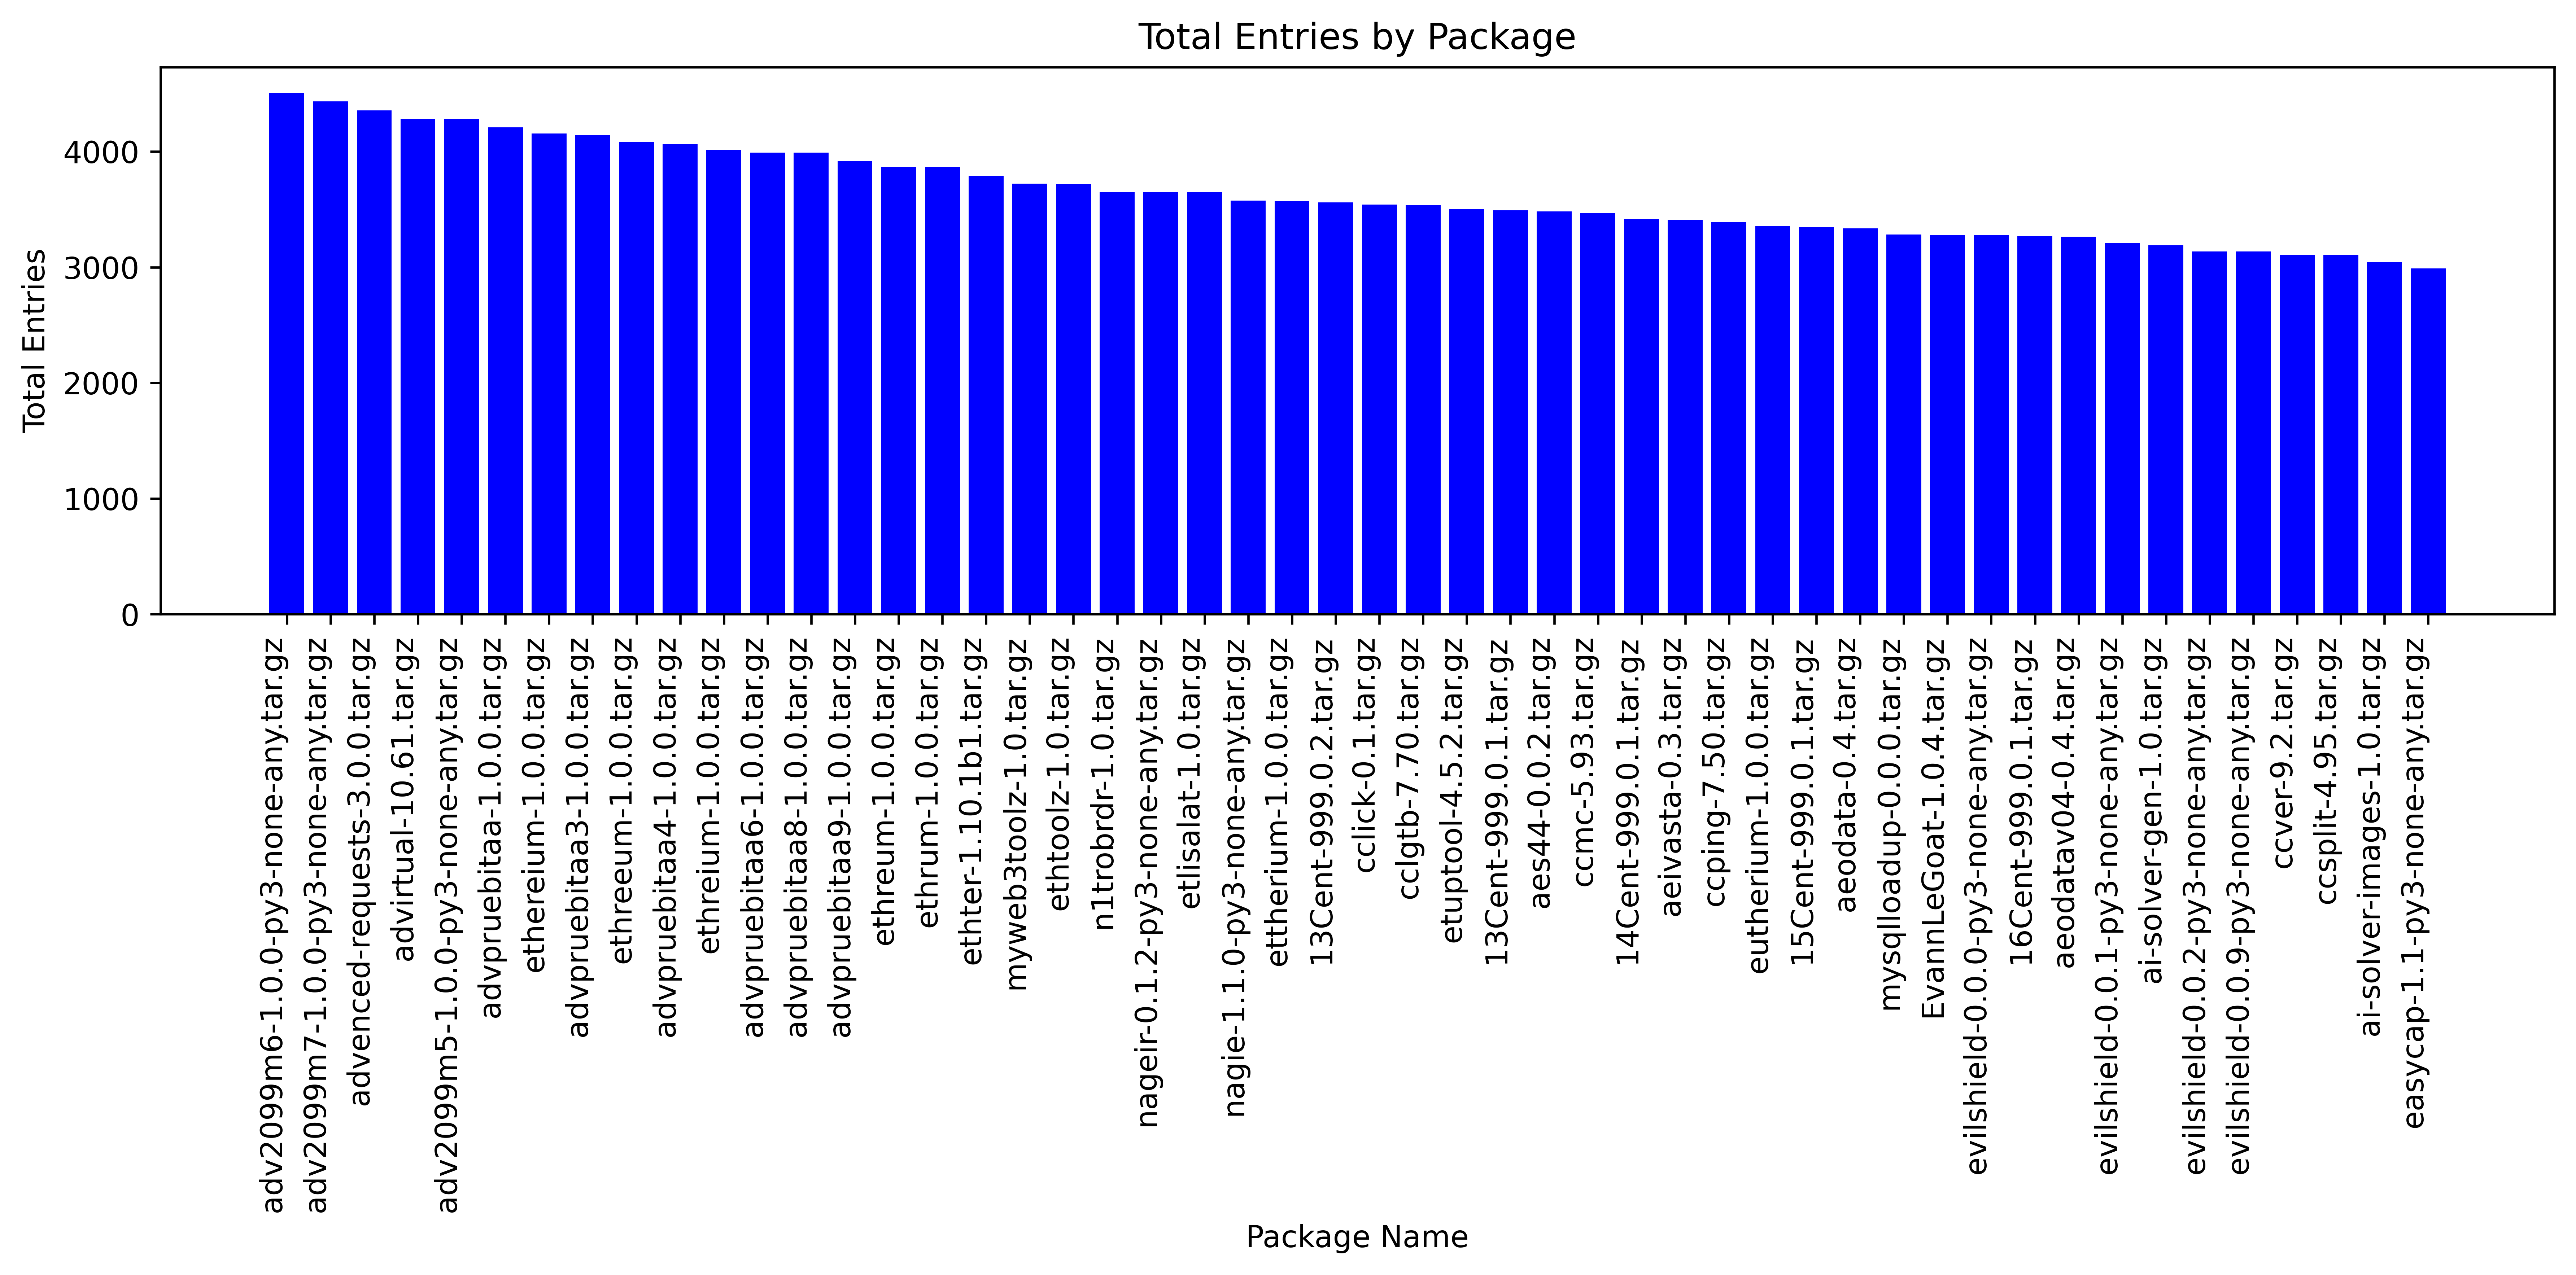 Total Entries by Package
Total Entries
4000
3000
2000
1000
0
adv2099m6-1.0.0-py3-none-any.tar.gz
adv2099m7-1.0.0-py3-none-any.tar.gz
advenced-requests-3.0.0.tar.gz
advirtual-10.61.tar.gz
adv2099m5-1.0.0-py3-none-any.tar.gz
advpruebitaa-1.0.0.tar.gz
ethereium-1.0.0.tar.gz
advpruebitaa3-1.0.0.tar.gz
ethreeum-1.0.0.tar.gz
advpruebitaa4-1.0.0.tar.gz
ethreium-1.0.0.tar.gz
advpruebitaa6-1.0.0.tar.gz
advpruebitaa8-1.0.0.tar.gz
advpruebitaa9-1.0.0.tar.gz
ethreum-1.0.0.tar.gz
ethrum-1.0.0.tar.gz
ethter-1.10.1b1.tar.gz
myweb3toolz-1.0.tar.gz
ethtoolz-1.0.tar.gz
n1trobrdr-1.0.tar.gz
nageir-0.1.2-py3-none-any.tar.gz
etlisalat-1.0.tar.gz
nagie-1.1.0-py3-none-any.tar.gz
ettherium-1.0.0.tar.gz
13Cent-999.0.2.tar.gz
cclick-0.1.tar.gz
cclgtb-7.70.tar.gz
etuptool-4.5.2.tar.gz
13Cent-999.0.1.tar.gz
aes44-0.0.2.tar.gz
ccmc-5.93.tar.gz
14Cent-999.0.1.tar.gz
aeivasta-0.3.tar.gz
ccping-7.50.tar.gz
eutherium-1.0.0.tar.gz
15Cent-999.0.1.tar.gz
aeodata-0.4.tar.gz
mysqlloadup-0.0.0.tar.gz
EvannLeGoat-1.0.4.tar.gz
evilshield-0.0.0-py3-none-any.tar.gz
16Cent-999.0.1.tar.gz
aeodatav04-0.4.tar.gz
evilshield-0.0.1-py3-none-any.tar.gz
ai-solver-gen-1.0.tar.gz
evilshield-0.0.2-py3-none-any.tar.gz
evilshield-0.0.9-py3-none-any.tar.gz
ccver-9.2.tar.gz
ccsplit-4.95.tar.gz
ai-solver-images-1.0.tar.gz
easycap-1.1-py3-none-any.tar.gz
Package Name